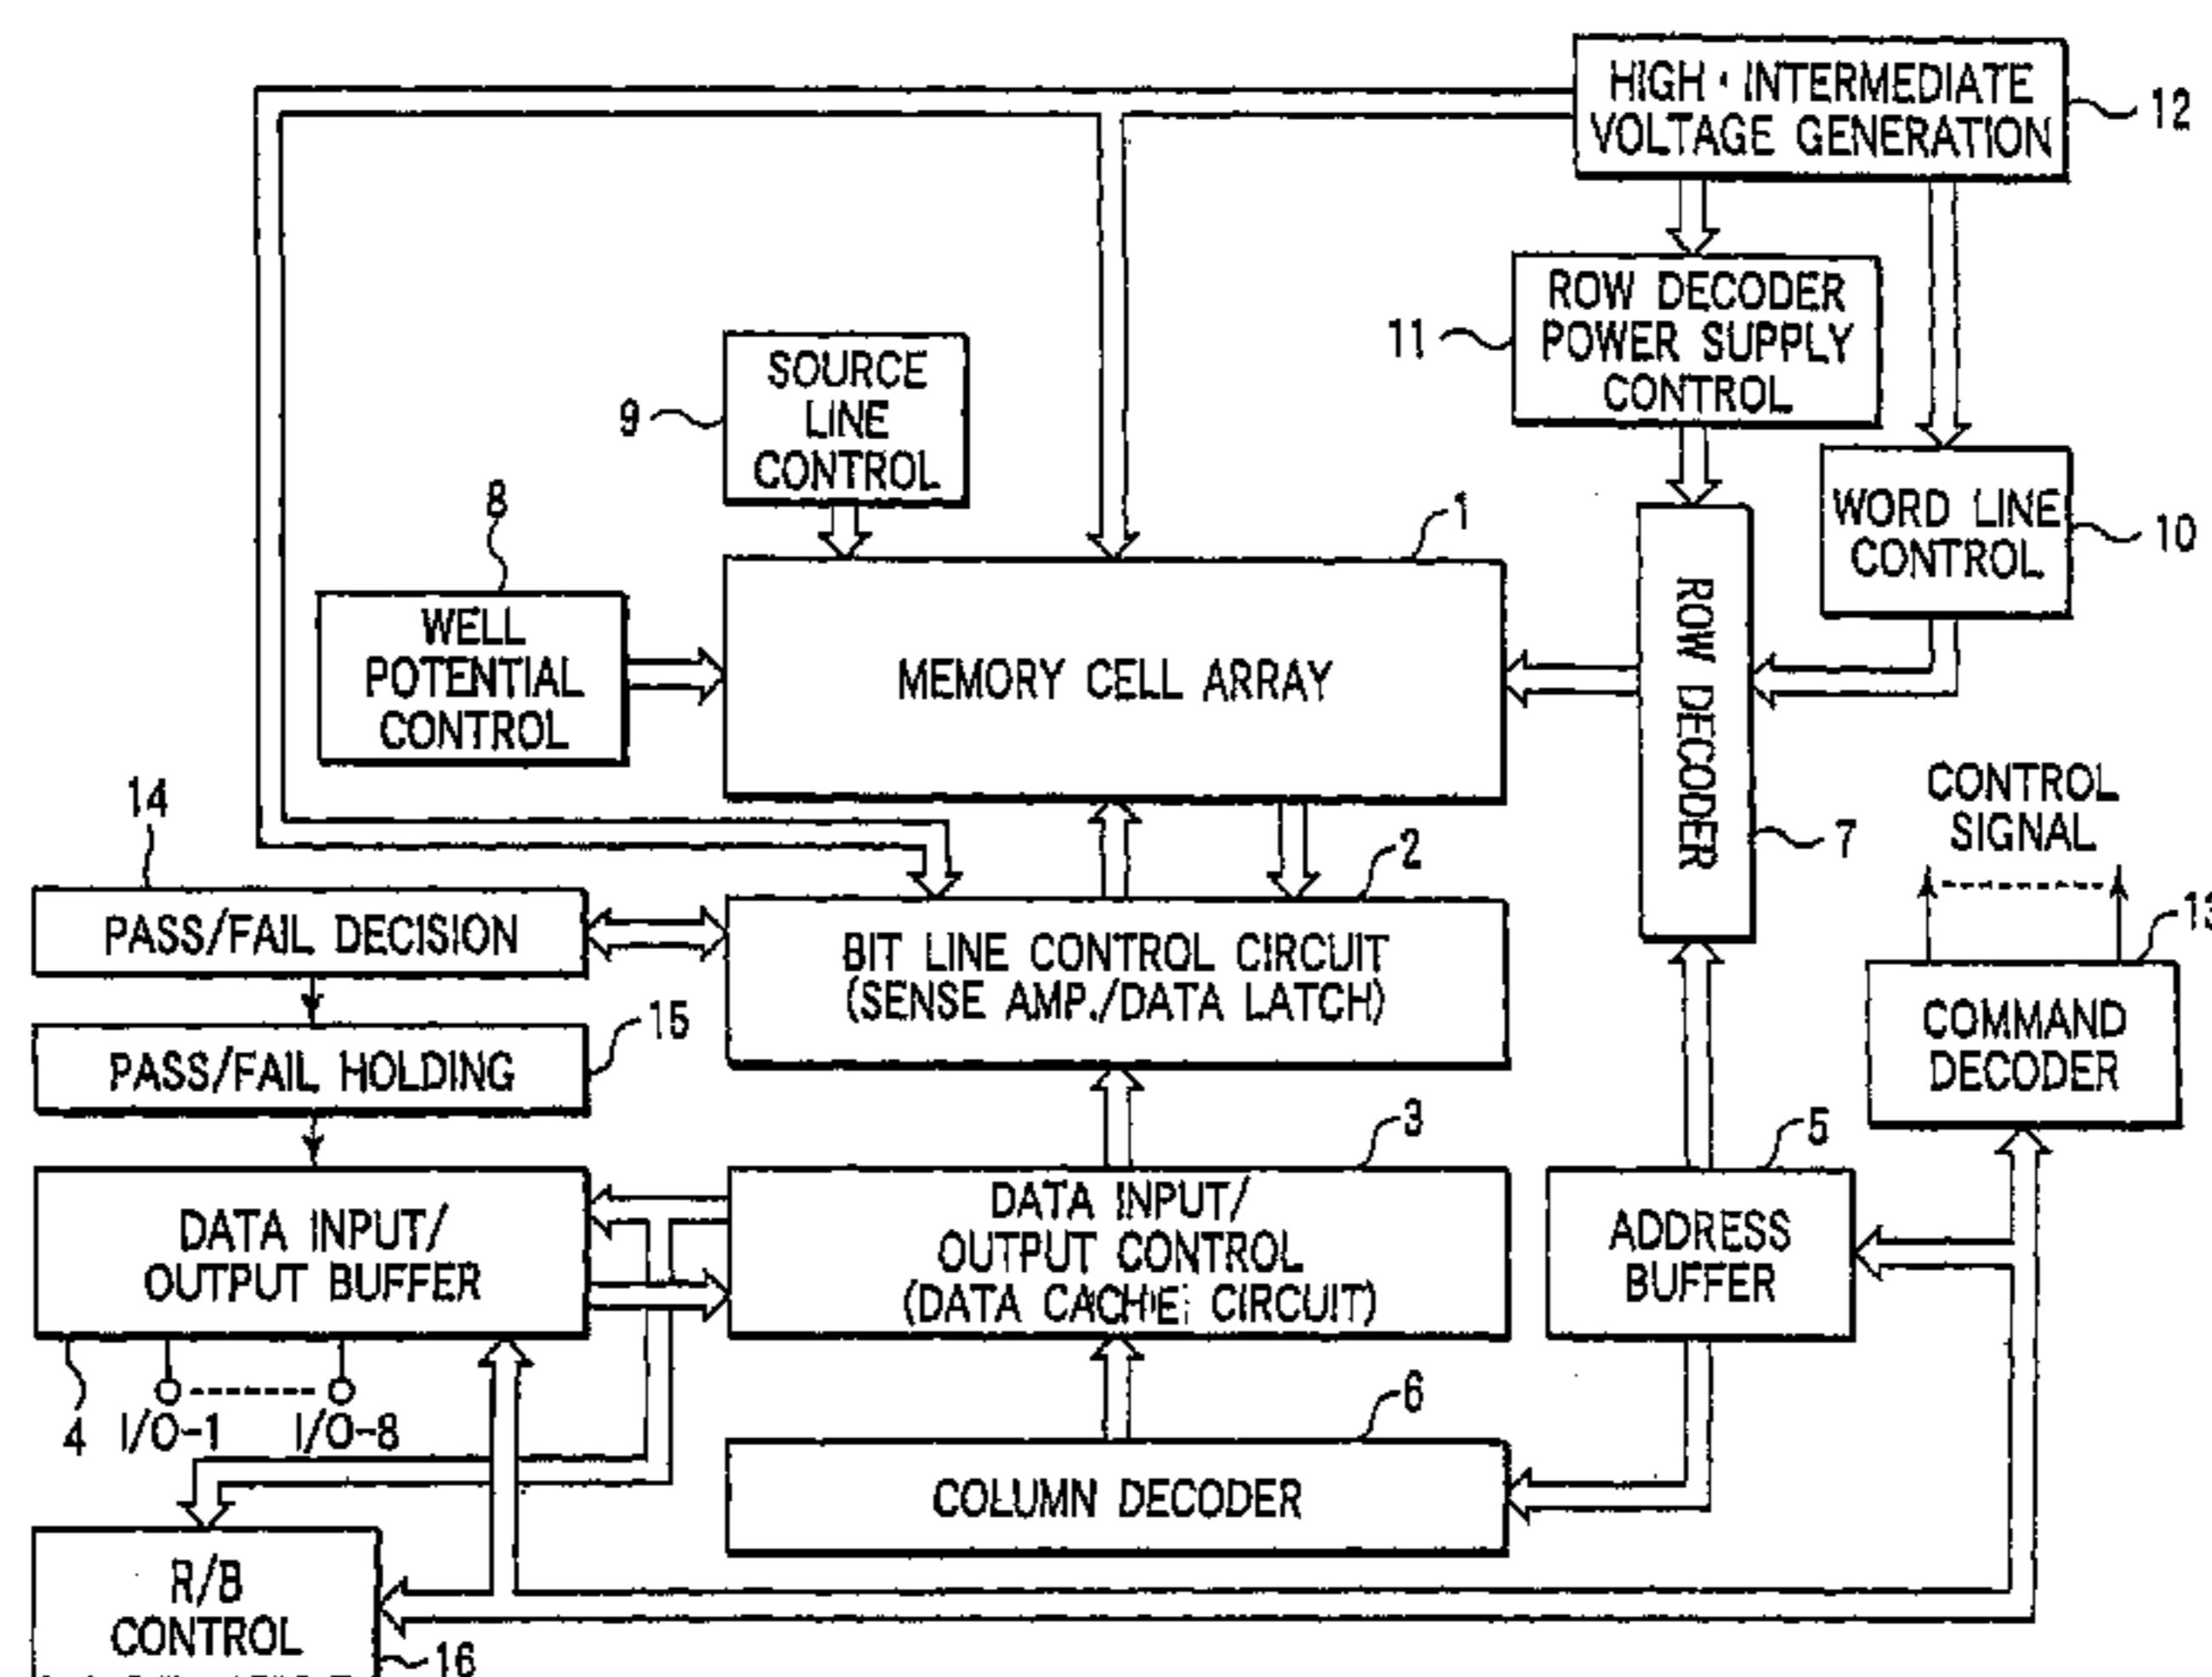 HIGH · INTERMEDIATE
VOLTAGE GENERATION
12
ROW DECODER
POWER SUPPLY
CONTROL
11
SOURCE
LINE
CONTROL
9
WORD LINE
CONTROL
10
8
WELL
POTENTIAL
CONTROL
1
MEMORY CELL ARRAY
ROW DECODER
7
CONTROL
SIGNAL
14
PASS/FAIL DECISION
2
BIT LINE CONTROL CIRCUIT
(SENSE AMP./DATA LATCH)
13
COMMAND
DECODER
PASS/FAIL HOLDING
15
3
DATA INPUT/
OUTPUT CONTROL
(DATA CACHE CIRCUIT)
5
ADDRESS
BUFFER
DATA INPUT/
OUTPUT BUFFER
4
I/O-1
I/O-8
6
COLUMN DECODER
R/B
CONTROL
16